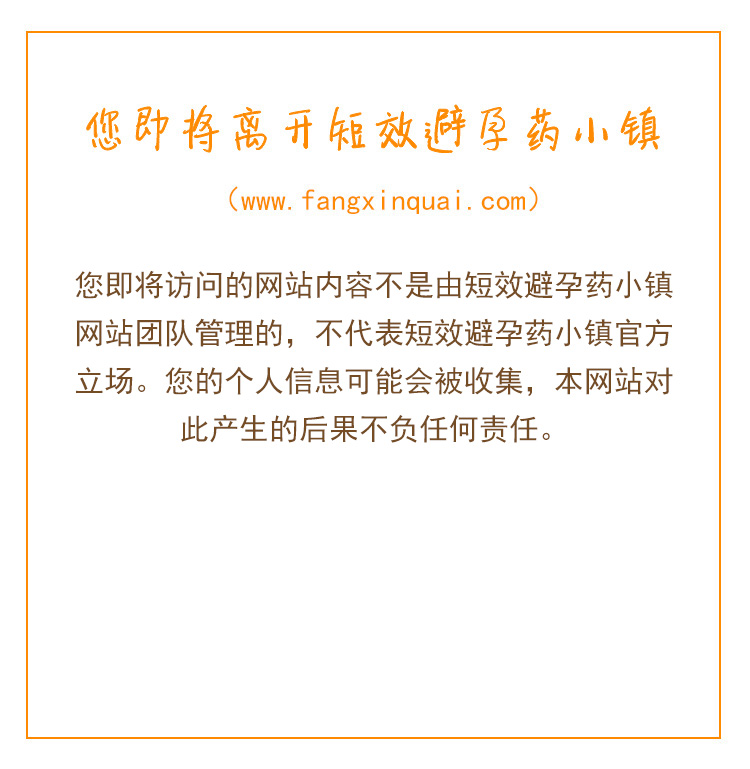 您即将离开短效避孕药小镇
（www.fangxinquai.com）
您即将访问的网站内容不是由短效避孕药小镇
网站团队管理的，不代表短效避孕药小镇官方
立场。您的个人信息可能会被收集，本网站对
此产生的后果不负任何责任。